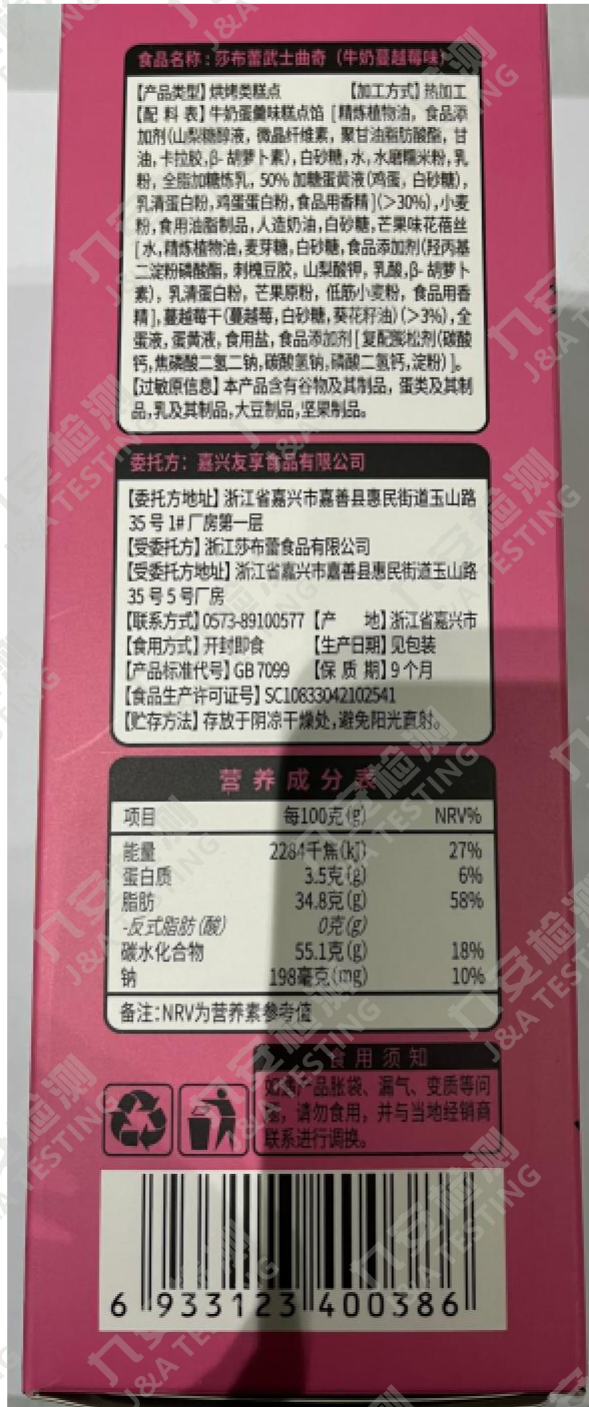 食品名称：莎布蕾武士曲奇（牛奶蔓越莓味）
【产品类型】烘烤类糕点 【加工方式】热加工
【配 料 表】牛奶蛋羹味糕点馅 [精炼植物油，食品添
加剂(山梨糖醇液，微晶纤维素，聚甘油脂肪酸酯，甘
油,卡拉胶,β- 胡萝卜素),白砂糖,水,水磨糯米粉,乳
粉，全脂加糖炼乳，50% 加糖蛋黄液(鸡蛋，白砂糖)，
乳清蛋白粉,鸡蛋蛋白粉,食品用香精](>30%),小麦
粉,食用油脂制品,人造奶油,白砂糖,芒果味花蓓丝
[水,精炼植物油,麦芽糖,白砂糖,食品添加剂(羟丙基
二淀粉磷酸酯，刺槐豆胶，山梨酸钾，乳酸,β- 胡萝卜
素)，乳清蛋白粉，芒果原粉，低筋小麦粉，食品用香
精],蔓越莓干(蔓越莓,白砂糖,葵花籽油)(>3%),全
蛋液,蛋黄液,食用盐,食品添加剂[复配膨松剂(碳酸
钙,焦磷酸二氢二钠,碳酸氢钠,磷酸二氢钙,淀粉)]。
【过敏原信息】本产品含有谷物及其制品，蛋类及其制
品,乳及其制品,大豆制品,坚果制品。
委托方：嘉兴友享食品有限公司
【委托方地址】浙江省嘉兴市嘉善县惠民街道玉山路
35 号 1# 厂房第一层
【受委托方】浙江莎布蕾食品有限公司
【受委托方地址】浙江省嘉兴市嘉善县惠民街道玉山路
35 号 5 号厂房
【联系方式】0573-89100577 【产 地】浙江省嘉兴市
【食用方式】开封即食 【生产日期】见包装
【产品标准代号】GB 7099 【保 质 期】9 个月
【食品生产许可证号】SC10833042102541
【贮存方法】存放于阴凉干燥处,避免阳光直射。
营养成分表
项目 每100克(g) NRV%
能量 2284千焦(kJ) 27%
蛋白质 3.5克(g) 6%
脂肪 34.8克(g) 58%
-反式脂肪(酸) 0克(g)
碳水化合物 55.1克(g) 18%
钠 198毫克(mg) 10%
备注:NRV为营养素参考值
食用须知
如遇产品胀袋、漏气、变质等问
题，请勿食用，并与当地经销商
联系进行调换。
6 933123 400386
九安检测
J&A TESTING